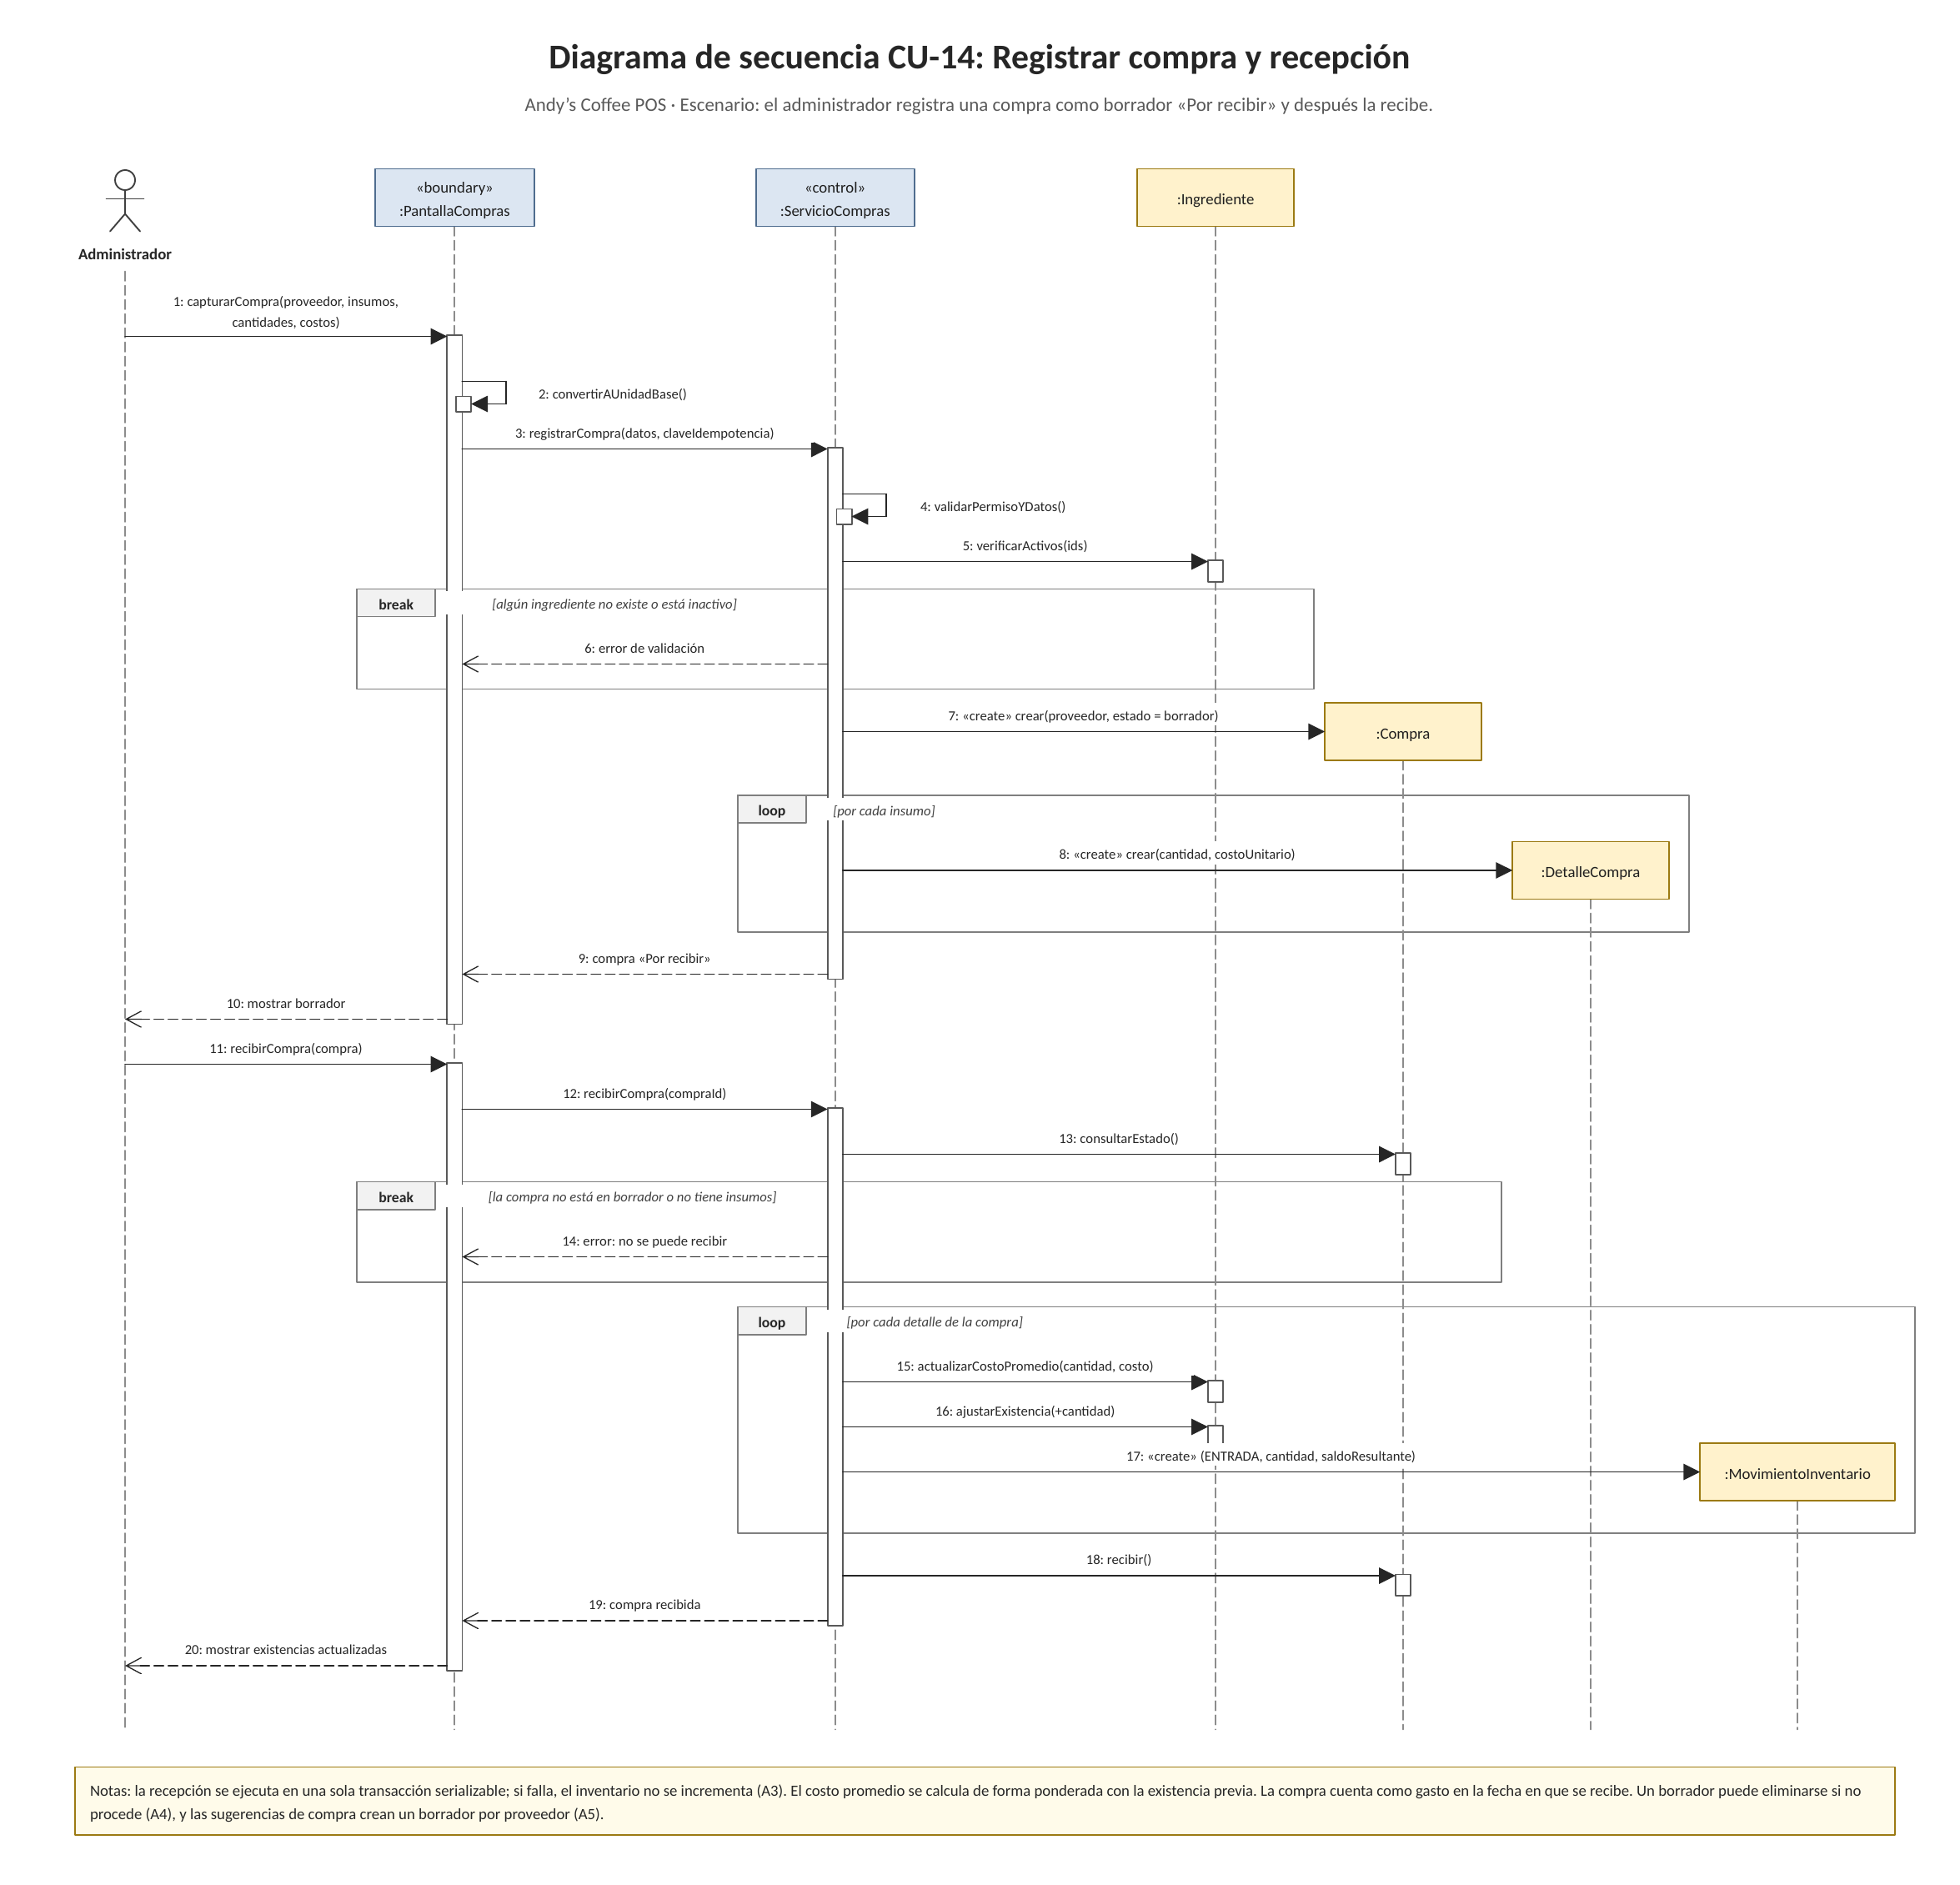 Diagrama de secuencia CU-14: Registrar compra y recepción
Andy’s Coffee POS · Escenario: el administrador registra una compra como borrador «Por recibir» y después la recibe.
Administrador
«boundary»
:PantallaCompras
«control»
:ServicioCompras
:Ingrediente
1: capturarCompra(proveedor, insumos,
cantidades, costos)
2: convertirAUnidadBase()
3: registrarCompra(datos, claveIdempotencia)
4: validarPermisoYDatos()
5: verificarActivos(ids)
break
[algún ingrediente no existe o está inactivo]
6: error de validación
7: «create» crear(proveedor, estado = borrador)
:Compra
loop
[por cada insumo]
8: «create» crear(cantidad, costoUnitario)
:DetalleCompra
9: compra «Por recibir»
10: mostrar borrador
11: recibirCompra(compra)
12: recibirCompra(compraId)
13: consultarEstado()
break
[la compra no está en borrador o no tiene insumos]
14: error: no se puede recibir
loop
[por cada detalle de la compra]
15: actualizarCostoPromedio(cantidad, costo)
16: ajustarExistencia(+cantidad)
17: «create» (ENTRADA, cantidad, saldoResultante)
:MovimientoInventario
18: recibir()
19: compra recibida
20: mostrar existencias actualizadas
Notas: la recepción se ejecuta en una sola transacción serializable; si falla, el inventario no se incrementa (A3). El costo promedio se calcula de forma ponderada con la existencia previa. La compra cuenta como gasto en la fecha en que se recibe. Un borrador puede eliminarse si no
procede (A4), y las sugerencias de compra crean un borrador por proveedor (A5).